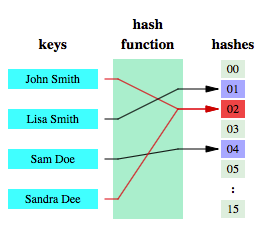 keys
hash
function
hashes
John Smith
Lisa Smith
Sam Doe
Sandra Dee
00
01
02
03
04
05
:
15